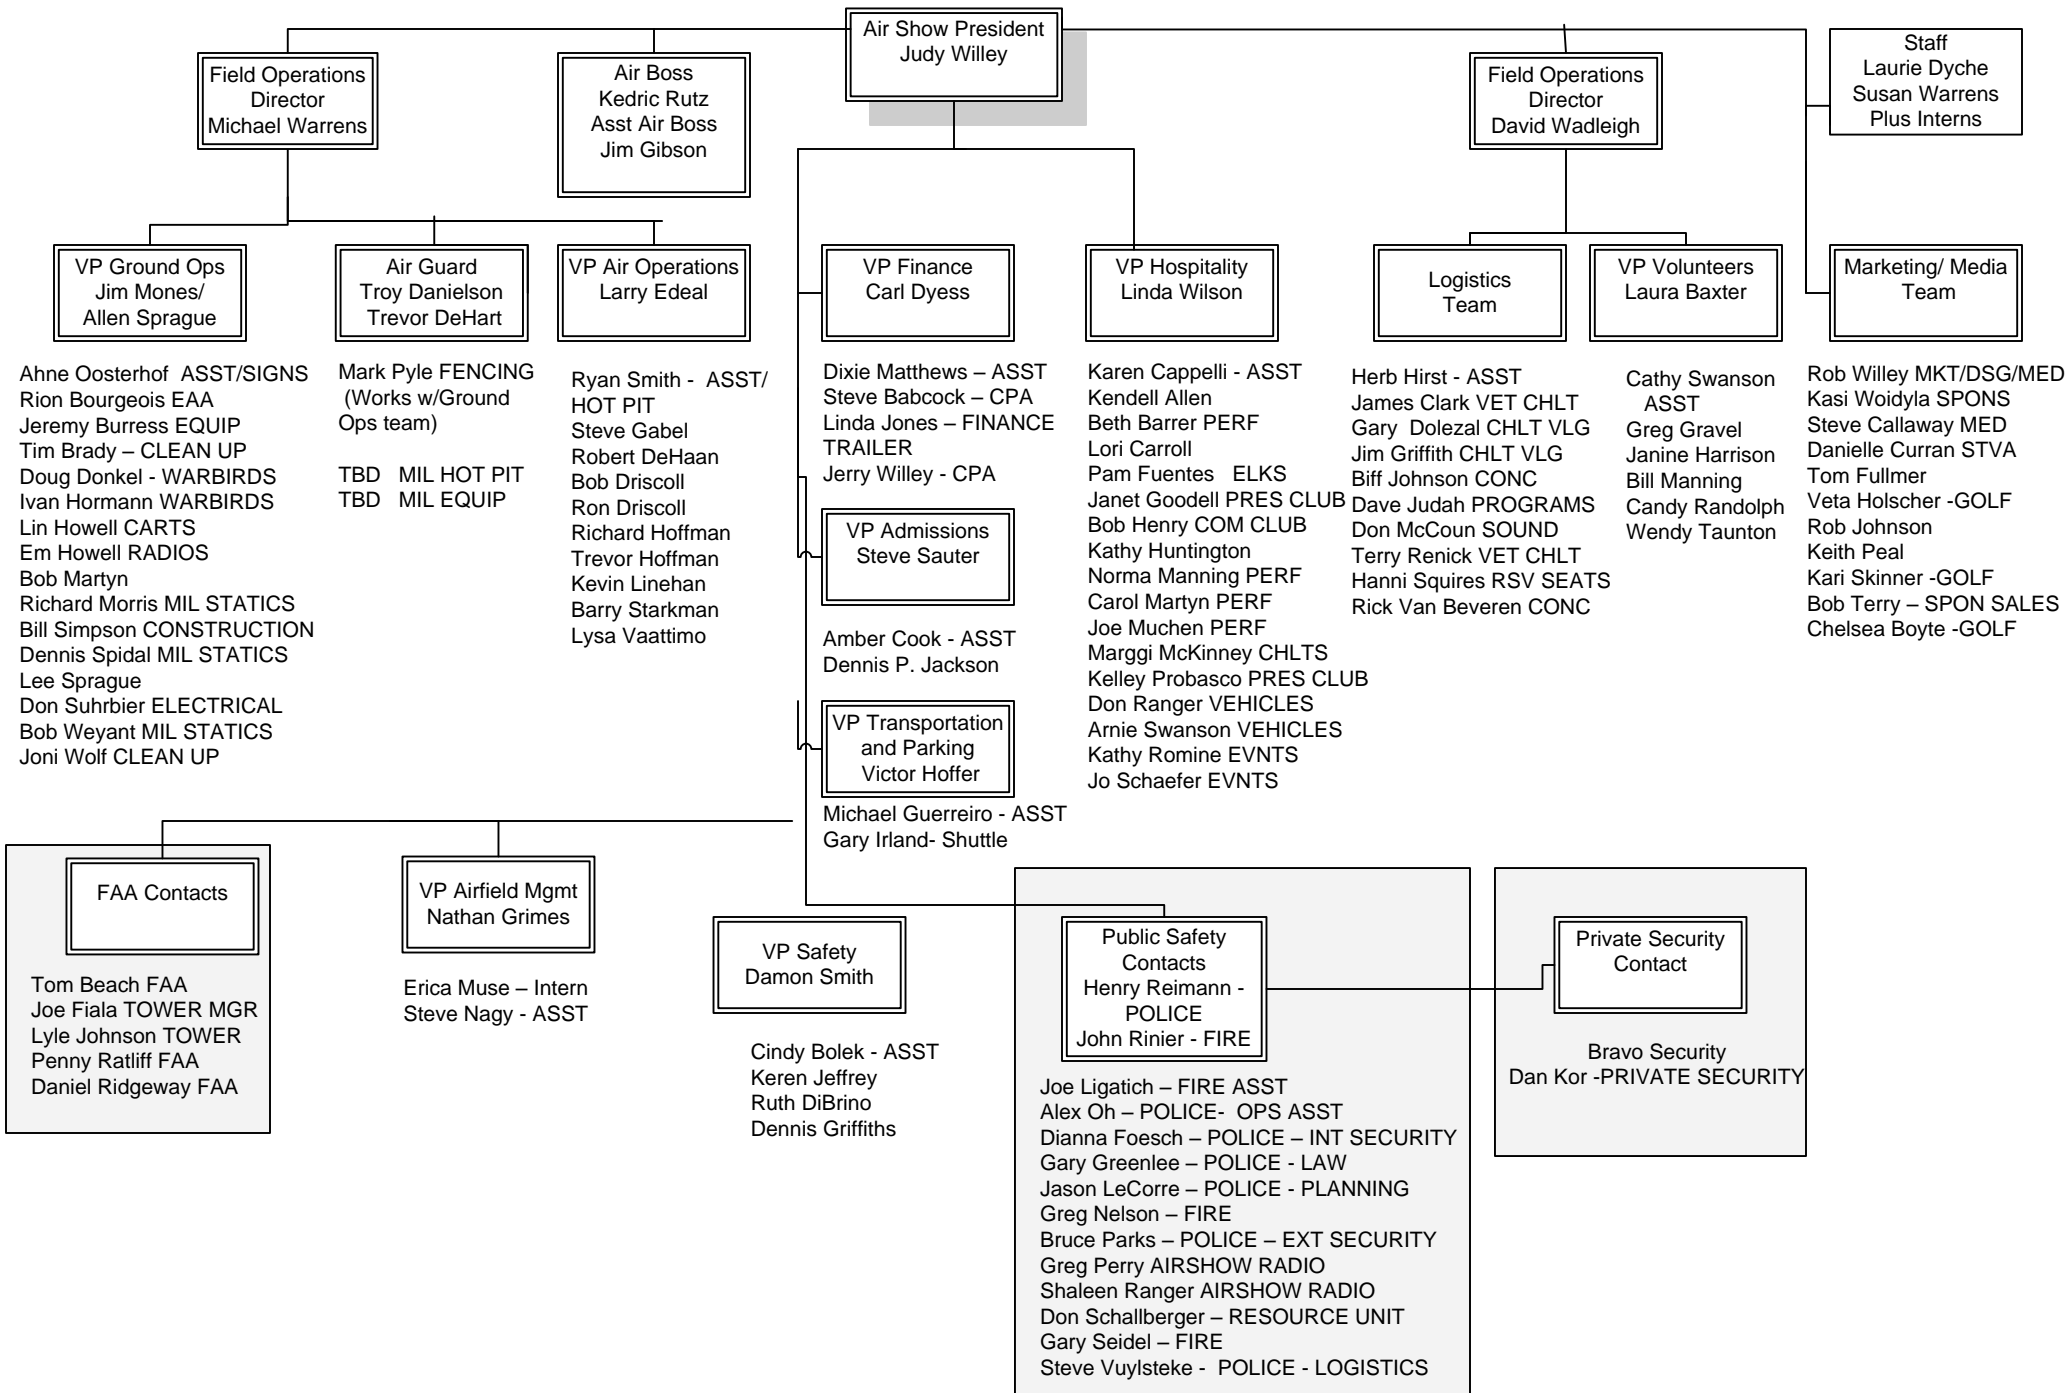 Air Show President
Judy Willey
Field Operations
Director
Michael Warrens
Air Boss
Kedric Rutz
Asst Air Boss
Jim Gibson
Field Operations
Director
David Wadleigh
Staff
Laurie Dyche
Susan Warrens
Plus Interns
VP Ground Ops
Jim Mones/
Allen Sprague
Ahne Oosterhof ASST/SIGNS
Rion Bourgeois EAA
Jeremy Burress EQUIP
Tim Brady – CLEAN UP
Doug Donkel - WARBIRDS
Ivan Hormann WARBIRDS
Lin Howell CARTS
Em Howell RADIOS
Bob Martyn
Richard Morris MIL STATICS
Bill Simpson CONSTRUCTION
Dennis Spidal MIL STATICS
Lee Sprague
Don Suhrbier ELECTRICAL
Bob Weyant MIL STATICS
Joni Wolf CLEAN UP
Air Guard
Troy Danielson
Trevor DeHart
Mark Pyle FENCING
(Works w/Ground
Ops team)
TBD MIL HOT PIT
TBD MIL EQUIP
VP Air Operations
Larry Edeal
Ryan Smith - ASST/
HOT PIT
Steve Gabel
Robert DeHaan
Bob Driscoll
Ron Driscoll
Richard Hoffman
Trevor Hoffman
Kevin Linehan
Barry Starkman
Lysa Vaattimo
VP Finance
Carl Dyess
Dixie Matthews – ASST
Steve Babcock – CPA
Linda Jones – FINANCE
TRAILER
Jerry Willey - CPA
VP Admissions
Steve Sauter
Amber Cook - ASST
Dennis P. Jackson
VP Transportation
and Parking
Victor Hoffer
Michael Guerreiro - ASST
Gary Irland- Shuttle
VP Hospitality
Linda Wilson
Karen Cappelli - ASST
Kendell Allen
Beth Barrer PERF
Lori Carroll
Pam Fuentes ELKS
Janet Goodell PRES CLUB
Bob Henry COM CLUB
Kathy Huntington
Norma Manning PERF
Carol Martyn PERF
Joe Muchen PERF
Marggi McKinney CHLTS
Kelley Probasco PRES CLUB
Don Ranger VEHICLES
Arnie Swanson VEHICLES
Kathy Romine EVNTS
Jo Schaefer EVNTS
Logistics
Team
Herb Hirst - ASST
James Clark VET CHLT
Gary Dolezal CHLT VLG
Jim Griffith CHLT VLG
Biff Johnson CONC
Dave Judah PROGRAMS
Don McCoun SOUND
Terry Renick VET CHLT
Hanni Squires RSV SEATS
Rick Van Beveren CONC
VP Volunteers
Laura Baxter
Cathy Swanson
ASST
Greg Gravel
Janine Harrison
Bill Manning
Candy Randolph
Wendy Taunton
Marketing/ Media
Team
Rob Willey MKT/DSG/MED
Kasi Woidyla SPONS
Steve Callaway MED
Danielle Curran STVA
Tom Fullmer
Veta Holscher -GOLF
Rob Johnson
Keith Peal
Kari Skinner -GOLF
Bob Terry – SPON SALES
Chelsea Boyte -GOLF
FAA Contacts
Tom Beach FAA
Joe Fiala TOWER MGR
Lyle Johnson TOWER
Penny Ratliff FAA
Daniel Ridgeway FAA
VP Airfield Mgmt
Nathan Grimes
Erica Muse – Intern
Steve Nagy - ASST
VP Safety
Damon Smith
Cindy Bolek - ASST
Keren Jeffrey
Ruth DiBrino
Dennis Griffiths
Public Safety
Contacts
Henry Reimann -
POLICE
John Rinier - FIRE
Joe Ligatich – FIRE ASST
Alex Oh – POLICE- OPS ASST
Dianna Foesch – POLICE – INT SECURITY
Gary Greenlee – POLICE - LAW
Jason LeCorre – POLICE - PLANNING
Greg Nelson – FIRE
Bruce Parks – POLICE – EXT SECURITY
Greg Perry AIRSHOW RADIO
Shaleen Ranger AIRSHOW RADIO
Don Schallberger – RESOURCE UNIT
Gary Seidel – FIRE
Steve Vuylsteke - POLICE - LOGISTICS
Private Security
Contact
Bravo Security
Dan Kor -PRIVATE SECURITY